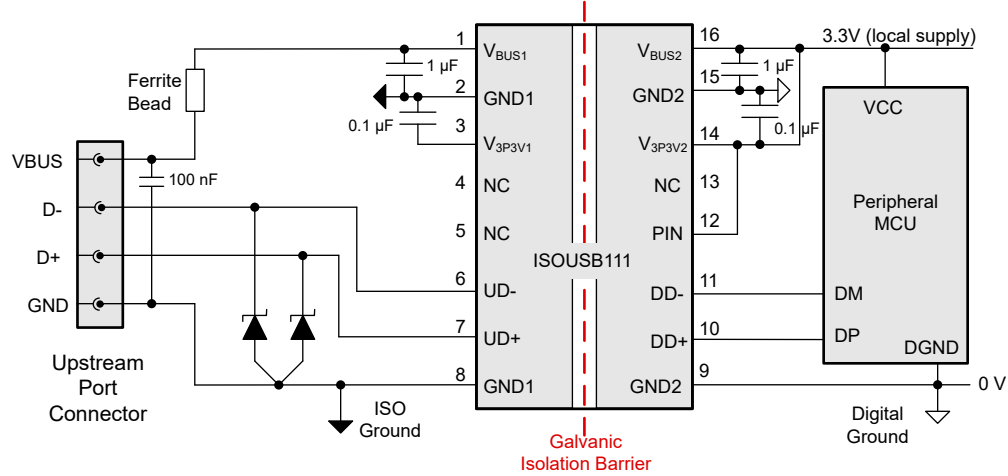 3.3V (local supply)
1
VBUS1
1 µF
2
GND1
0.1 µF
3
V3P3V1
4
NC
5
NC
6
UD-
7
UD+
8
GND1
ISOUSB111
16
VBUS2
1 µF
15
GND2
0.1 µF
14
V3P3V2
13
NC
12
PIN
11
DD-
10
DD+
9
GND2
Ferrite
Bead
VBUS
100 nF
D-
D+
GND
Upstream
Port
Connector
ISO
Ground
Galvanic
Isolation Barrier
VCC
Peripheral
MCU
DM
DP
DGND
0 V
Digital
Ground